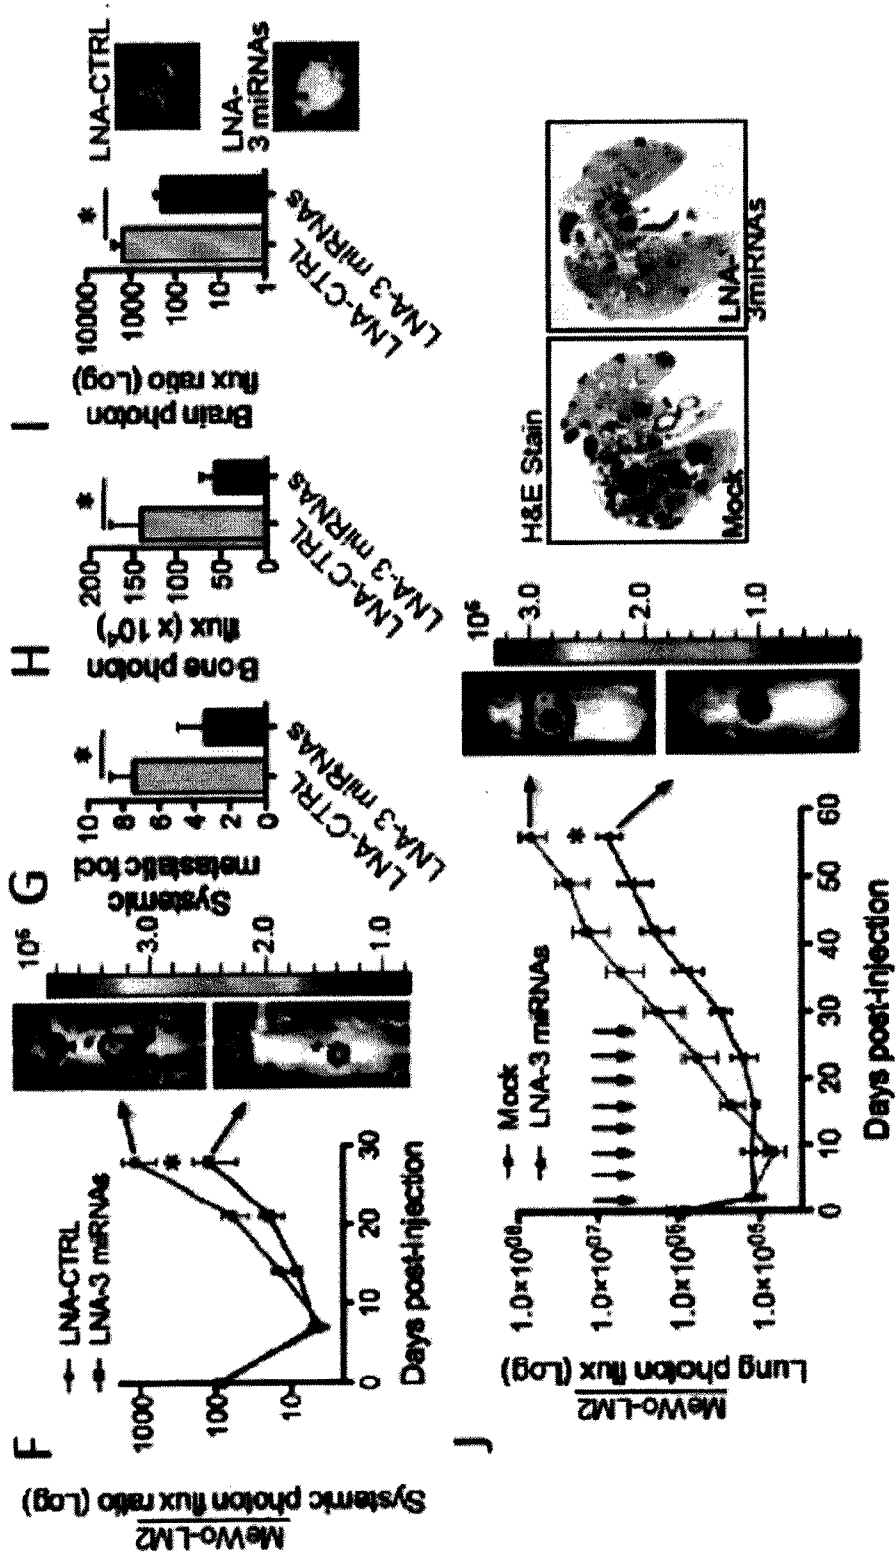 F
MeWo-LM2
Systemic photon flux ratio (Log)
1000
100
10
0
10
20
30
Days post-injection
LNA-CTRL
LNA-3 miRNAs
*
10⁶
3.0
2.0
1.0
G
Systemic
metastatic foci
10
8
6
4
2
0
*
LNA-CTRL
LNA-3 miRNAs
H
Bone photon
flux (x 10⁴)
200
150
100
50
0
*
LNA-CTRL
LNA-3 miRNAs
I
Brain photon
flux ratio (Log)
10000
1000
100
10
1
*
LNA-CTRL
LNA-3 miRNAs
LNA-CTRL
LNA-
3 miRNAs
J
MeWo-LM2
Lung photon flux (Log)
1.0×10⁰⁸
1.0×10⁰⁷
1.0×10⁰⁶
1.0×10⁰⁵
0
10
20
30
40
50
60
Days post-injection
Mock
LNA-3 miRNAs
*
10⁶
3.0
2.0
1.0
H&E Stain
Mock
LNA-
3miRNAs